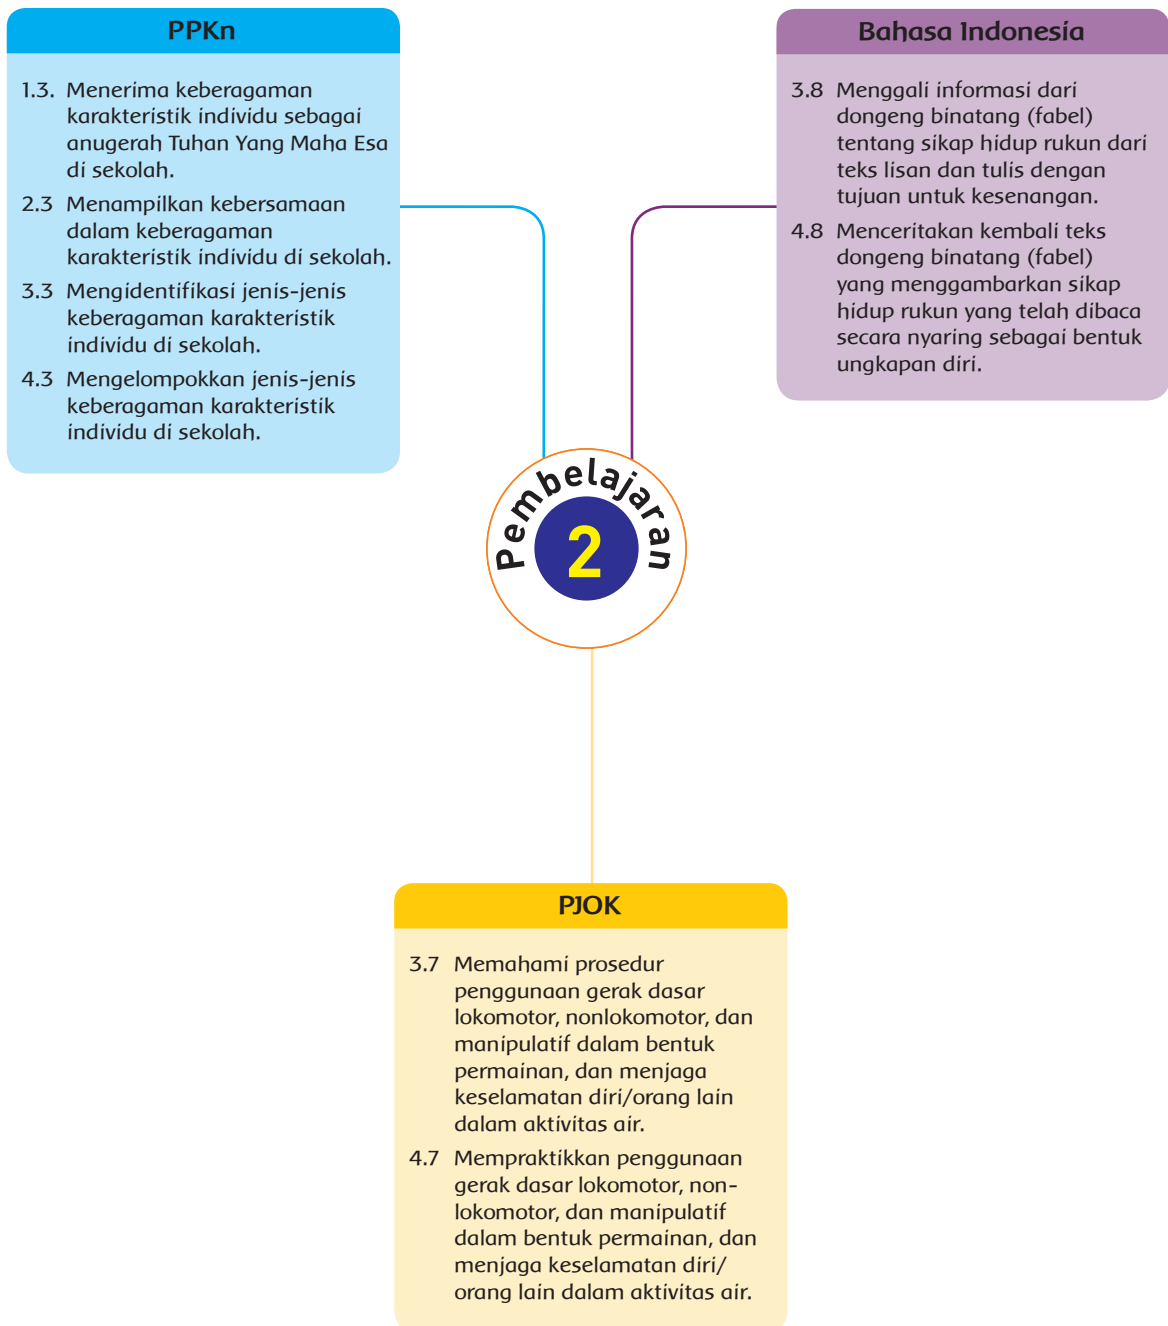 PPKn
1.3. Menerima keberagaman
karakteristik individu sebagai
anugerah Tuhan Yang Maha Esa
di sekolah.
2.3 Menampilkan kebersamaan
dalam keberagaman
karakteristik individu di sekolah.
3.3 Mengidentifikasi jenis-jenis
keberagaman karakteristik
individu di sekolah.
4.3 Mengelompokkan jenis-jenis
keberagaman karakteristik
individu di sekolah.
Bahasa Indonesia
3.8 Menggali informasi dari
dongeng binatang (fabel)
tentang sikap hidup rukun dari
teks lisan dan tulis dengan
tujuan untuk kesenangan.
4.8 Menceritakan kembali teks
dongeng binatang (fabel)
yang menggambarkan sikap
hidup rukun yang telah dibaca
secara nyaring sebagai bentuk
ungkapan diri.
Pembelajaran
2
PJOK
3.7 Memahami prosedur
penggunaan gerak dasar
lokomotor, nonlokomotor, dan
manipulatif dalam bentuk
permainan, dan menjaga
keselamatan diri/orang lain
dalam aktivitas air.
4.7 Mempraktikkan penggunaan
gerak dasar lokomotor, non-
lokomotor, dan manipulatif
dalam bentuk permainan, dan
menjaga keselamatan diri/
orang lain dalam aktivitas air.